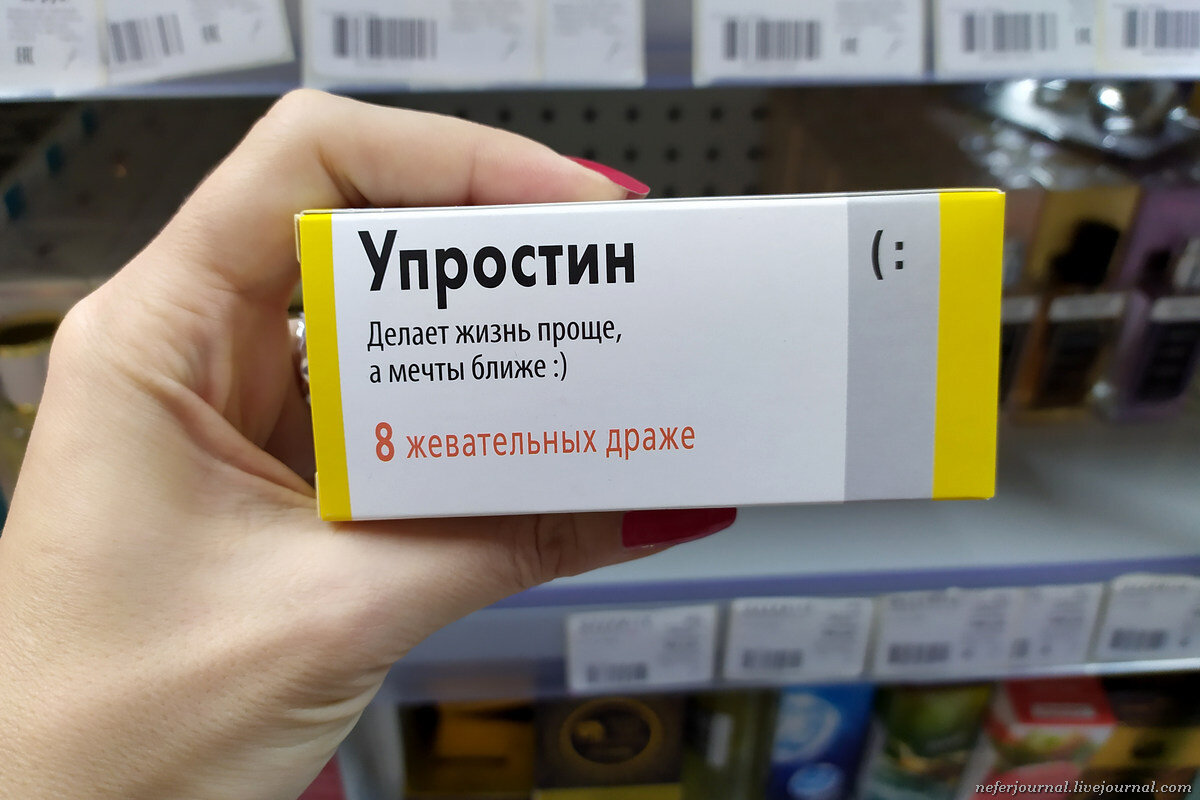 Упростин
(:
Делает жизнь проще,
а мечты ближе :)
8 жевательных драже
neferjournal.livejournal.com